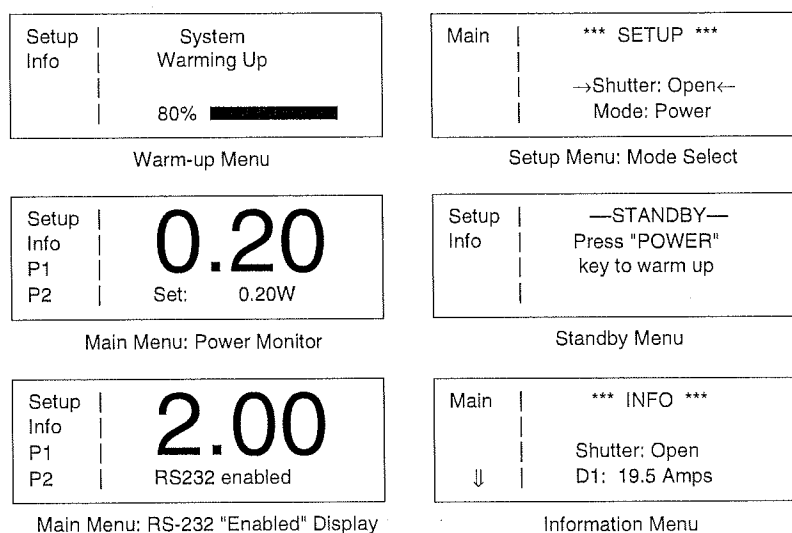 Setup
Info
System
Warming Up
80%
Warm-up Menu
Main
*** SETUP ***
→Shutter: Open←
Mode: Power
Setup Menu: Mode Select
Setup
Info
P1
P2
0.20
Set: 0.20W
Main Menu: Power Monitor
Setup
Info
—STANDBY—
Press "POWER"
key to warm up
Standby Menu
Setup
Info
P1
P2
2.00
RS232 enabled
Main Menu: RS-232 "Enabled" Display
Main
⇓
*** INFO ***
Shutter: Open
D1: 19.5 Amps
Information Menu